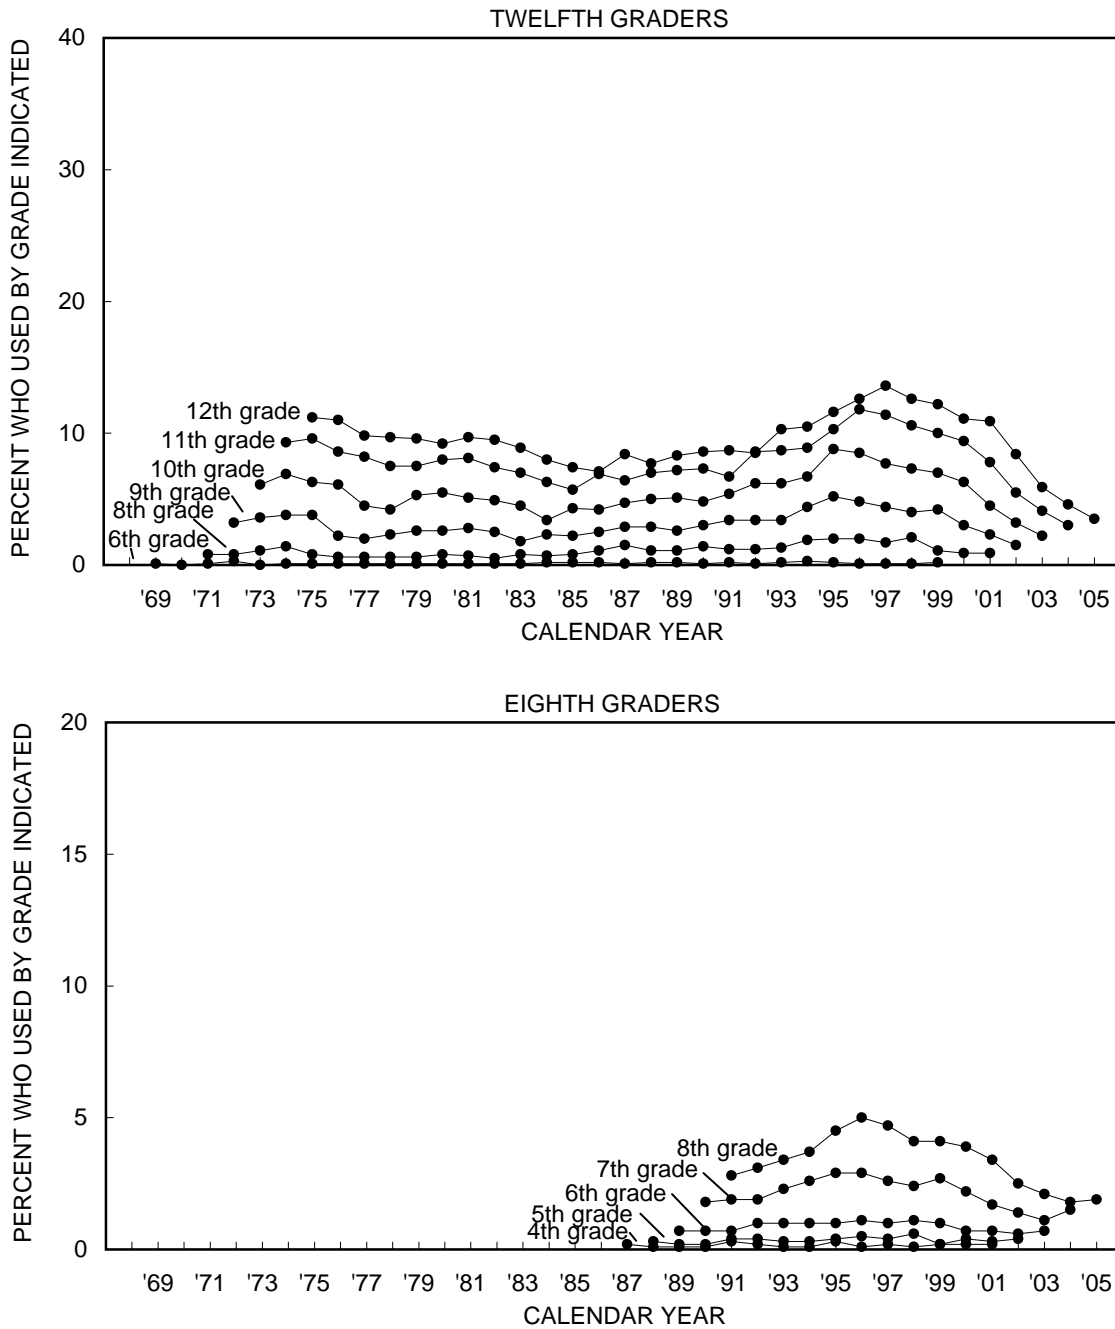 TWELFTH GRADERS
PERCENT WHO USED BY GRADE INDICATED
40
30
20
10
0
12th grade
11th grade
10th grade
9th grade
8th grade
6th grade
'69 '71 '73 '75 '77 '79 '81 '83 '85 '87 '89 '91 '93 '95 '97 '99 '01 '03 '05
CALENDAR YEAR
EIGHTH GRADERS
PERCENT WHO USED BY GRADE INDICATED
20
15
10
5
0
8th grade
7th grade
6th grade
5th grade
4th grade
'69 '71 '73 '75 '77 '79 '81 '83 '85 '87 '89 '91 '93 '95 '97 '99 '01 '03 '05
CALENDAR YEAR